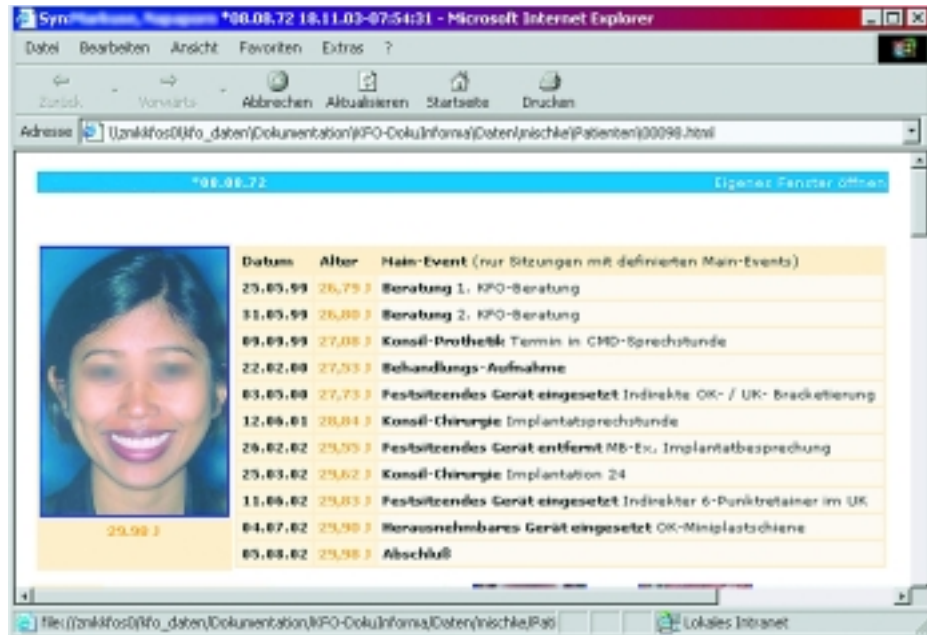 *08.08.72 18.11.03-07:54:31 - Microsoft Internet Explorer
Datei Bearbeiten Ansicht Favoriten Extras ?
Zurück Vorwärts Abbrechen Aktualisieren Startseite Drucken
Adresse
*08.08.72 Eigenes Fenster öffnen
Datum Alter Main-Event (nur Sitzungen mit definierten Main-Events)
25.05.99 26,79 J Beratung 1. KFO-Beratung
31.05.99 26,80 J Beratung 2. KFO-Beratung
09.09.99 27,08 J Konsil-Prothetik Termin in CMD-Sprechstunde
22.02.00 27,53 J Behandlungs-Aufnahme
03.05.00 27,73 J Festsitzendes Gerät eingesetzt Indirekte OK- / UK- Bracketierung
12.06.01 28,84 J Konsil-Chirurgie Implantatsprechstunde
26.02.02 29,55 J Festsitzendes Gerät entfernt MB-Ex, Implantatbesprechung
25.03.02 29,62 J Konsil-Chirurgie Implantation 24
11.06.02 29,83 J Festsitzendes Gerät eingesetzt Indirekter 6-Punktretainer im UK
04.07.02 29,90 J Herausnehmbares Gerät eingesetzt OK-Miniplastschiene
05.08.02 29,98 J Abschluß
29.98 J
Lokales Intranet